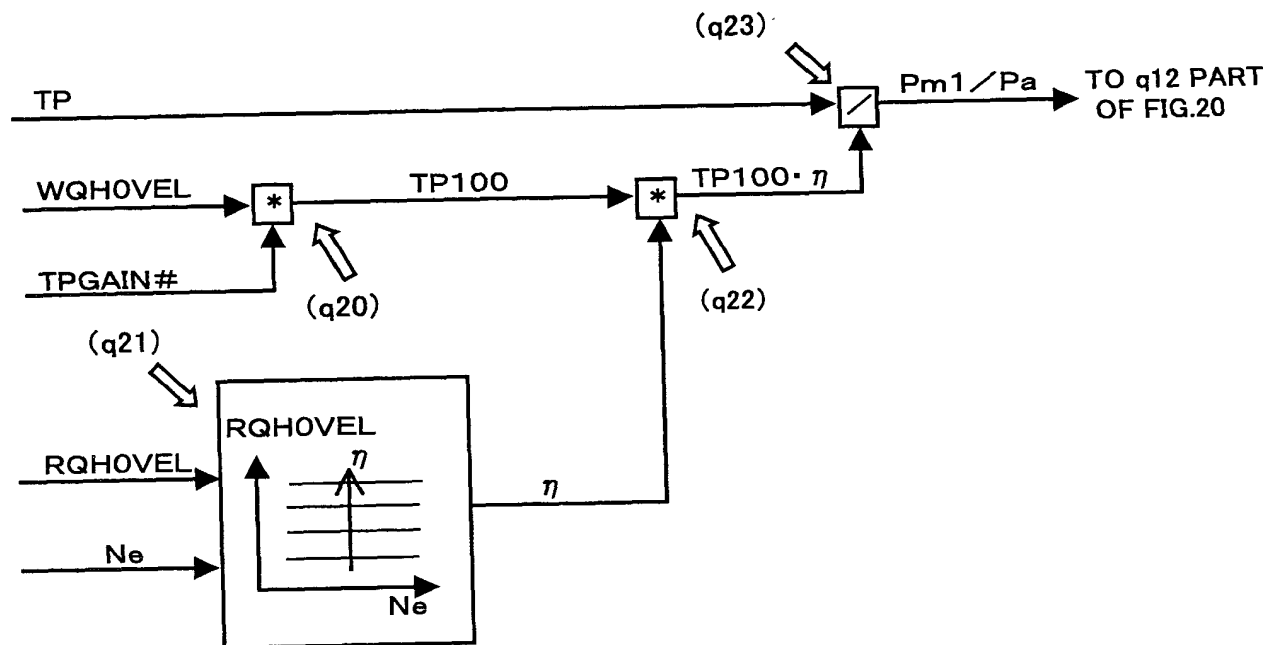 (q23)
TP
Pm1/Pa
TO q12 PART
OF FIG.20
WQH0VEL
*
TP100
*
TP100・η
TPGAIN#
(q20)
(q22)
(q21)
RQH0VEL
η
RQH0VEL
η
Ne
Ne